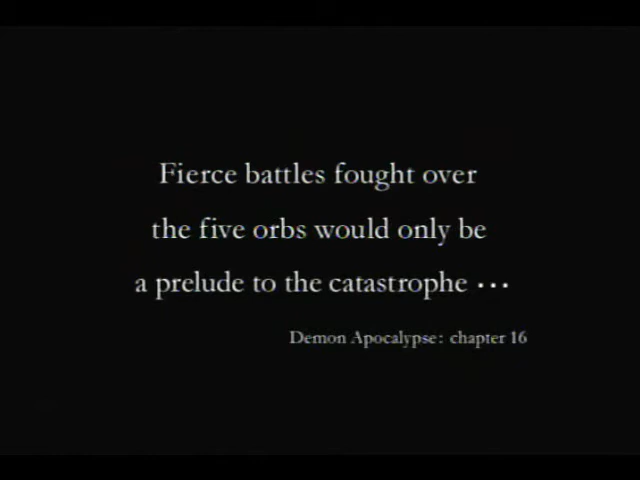 Fierce battles fought over
the five orbs would only be
a prelude to the catastrophe ···
Demon Apocalypse: chapter 16